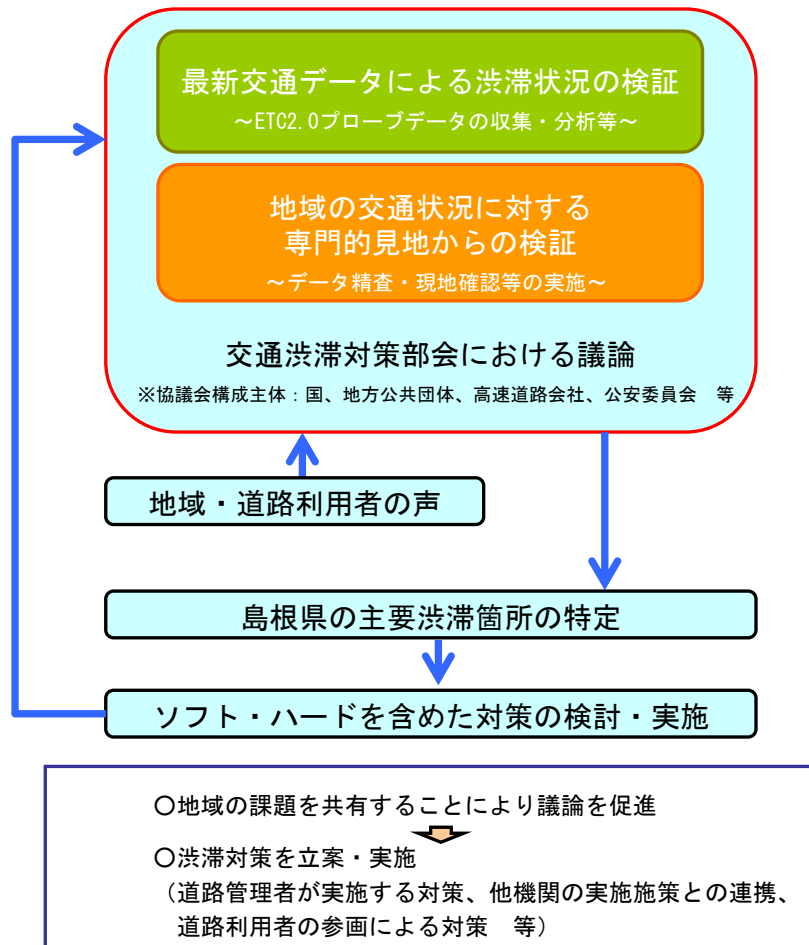 最新交通データによる渋滞状況の検証
～ETC2.0プローブデータの収集・分析等～
地域の交通状況に対する
専門的見地からの検証
～データ精査・現地確認等の実施～
交通渋滞対策部会における議論
※協議会構成主体：国、地方公共団体、高速道路会社、公安委員会　等
地域・道路利用者の声
島根県の主要渋滞箇所の特定
ソフト・ハードを含めた対策の検討・実施
○地域の課題を共有することにより議論を促進
○渋滞対策を立案・実施
（道路管理者が実施する対策、他機関の実施施策との連携、
道路利用者の参画による対策　等）